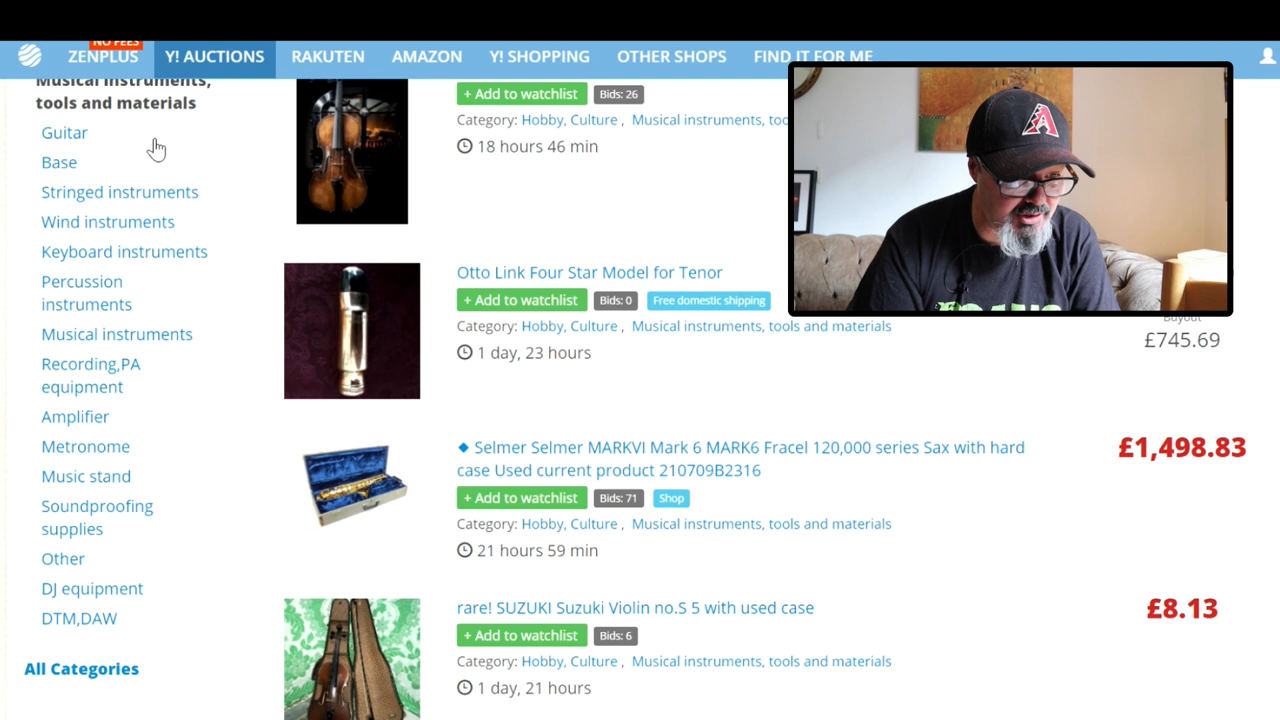 NO FEES
ZENPLUS
Y! AUCTIONS
RAKUTEN
AMAZON
Y! SHOPPING
OTHER SHOPS
FIND IT FOR ME
Musical instruments,
tools and materials
Guitar
Base
Stringed instruments
Wind instruments
Keyboard instruments
Percussion
instruments
Musical instruments
Recording,PA
equipment
Amplifier
Metronome
Music stand
Soundproofing
supplies
Other
DJ equipment
DTM,DAW
All Categories
+ Add to watchlist Bids: 26
Category: Hobby, Culture , Musical instruments, too
18 hours 46 min
Otto Link Four Star Model for Tenor
+ Add to watchlist Bids: 0 Free domestic shipping
Category: Hobby, Culture , Musical instruments, tools and materials
1 day, 23 hours
Buyout
£745.69
Selmer Selmer MARKVI Mark 6 MARK6 Fracel 120,000 series Sax with hard
case Used current product 210709B2316
+ Add to watchlist Bids: 71 Shop
Category: Hobby, Culture , Musical instruments, tools and materials
21 hours 59 min
£1,498.83
rare! SUZUKI Suzuki Violin no.S 5 with used case
+ Add to watchlist Bids: 6
Category: Hobby, Culture , Musical instruments, tools and materials
1 day, 21 hours
£8.13
A